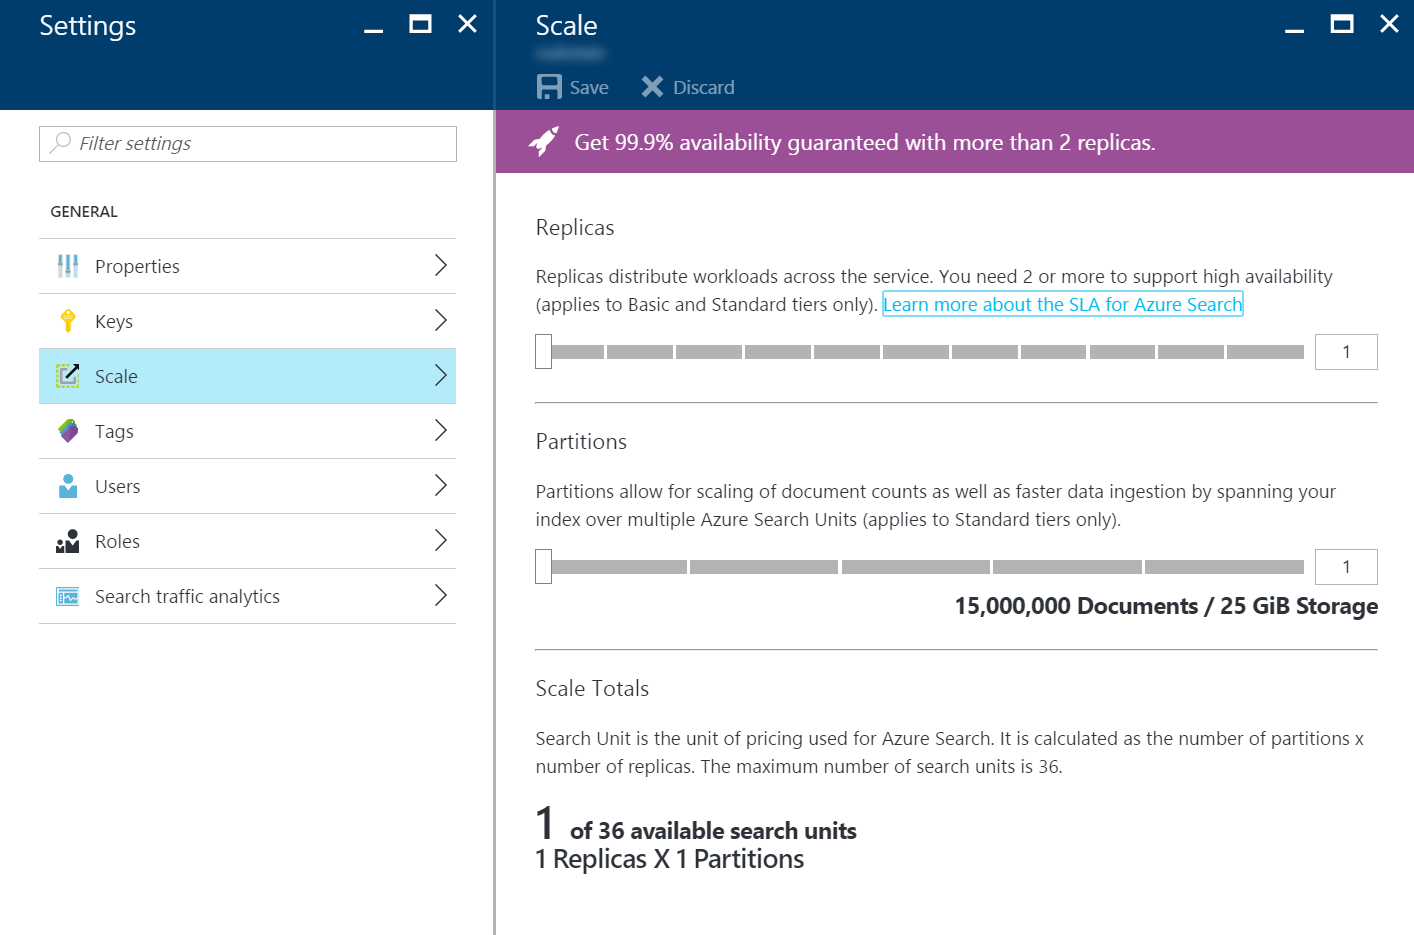 Settings
Filter settings
GENERAL
Properties
Keys
Scale
Tags
Users
Roles
Search traffic analytics
Scale
Save
Discard
Get 99.9% availability guaranteed with more than 2 replicas.
Replicas
Replicas distribute workloads across the service. You need 2 or more to support high availability
(applies to Basic and Standard tiers only). Learn more about the SLA for Azure Search
1
Partitions
Partitions allow for scaling of document counts as well as faster data ingestion by spanning your
index over multiple Azure Search Units (applies to Standard tiers only).
1
15,000,000 Documents / 25 GiB Storage
Scale Totals
Search Unit is the unit of pricing used for Azure Search. It is calculated as the number of partitions x
number of replicas. The maximum number of search units is 36.
1 of 36 available search units
1 Replicas X 1 Partitions